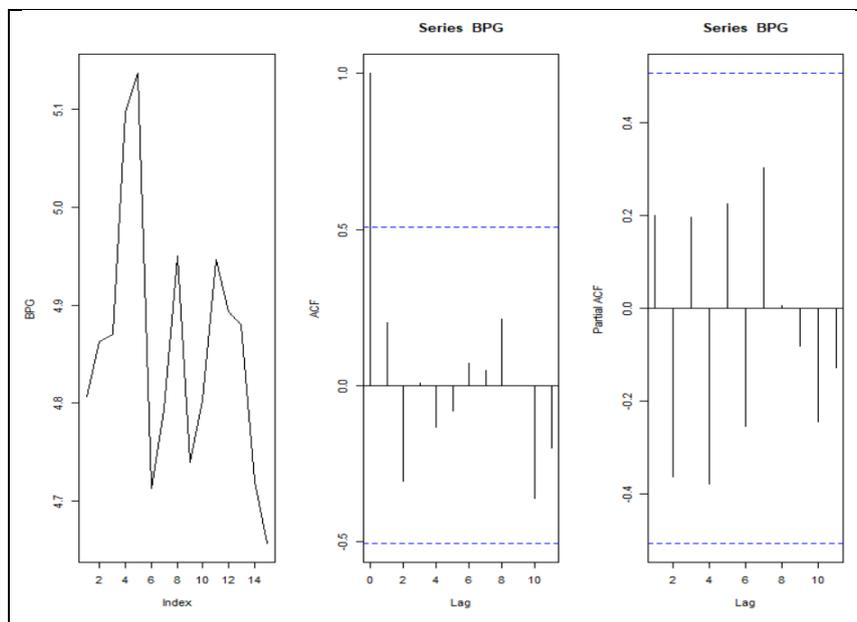 BPG
5.1
5.0
4.9
4.8
4.7
2 4 6 8 10 12 14
Index
Series BPG
ACF
1.0
0.5
0.0
-0.5
0 2 4 6 8 10
Lag
Series BPG
Partial ACF
0.4
0.2
0.0
-0.2
-0.4
2 4 6 8 10
Lag